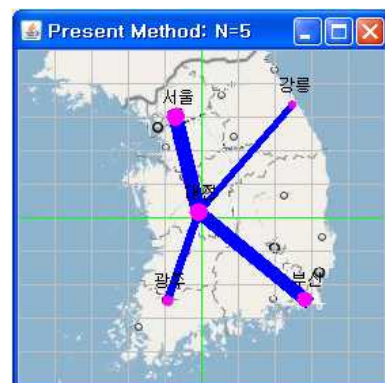 Present Method: N=5
강릉
서울
광주
부산